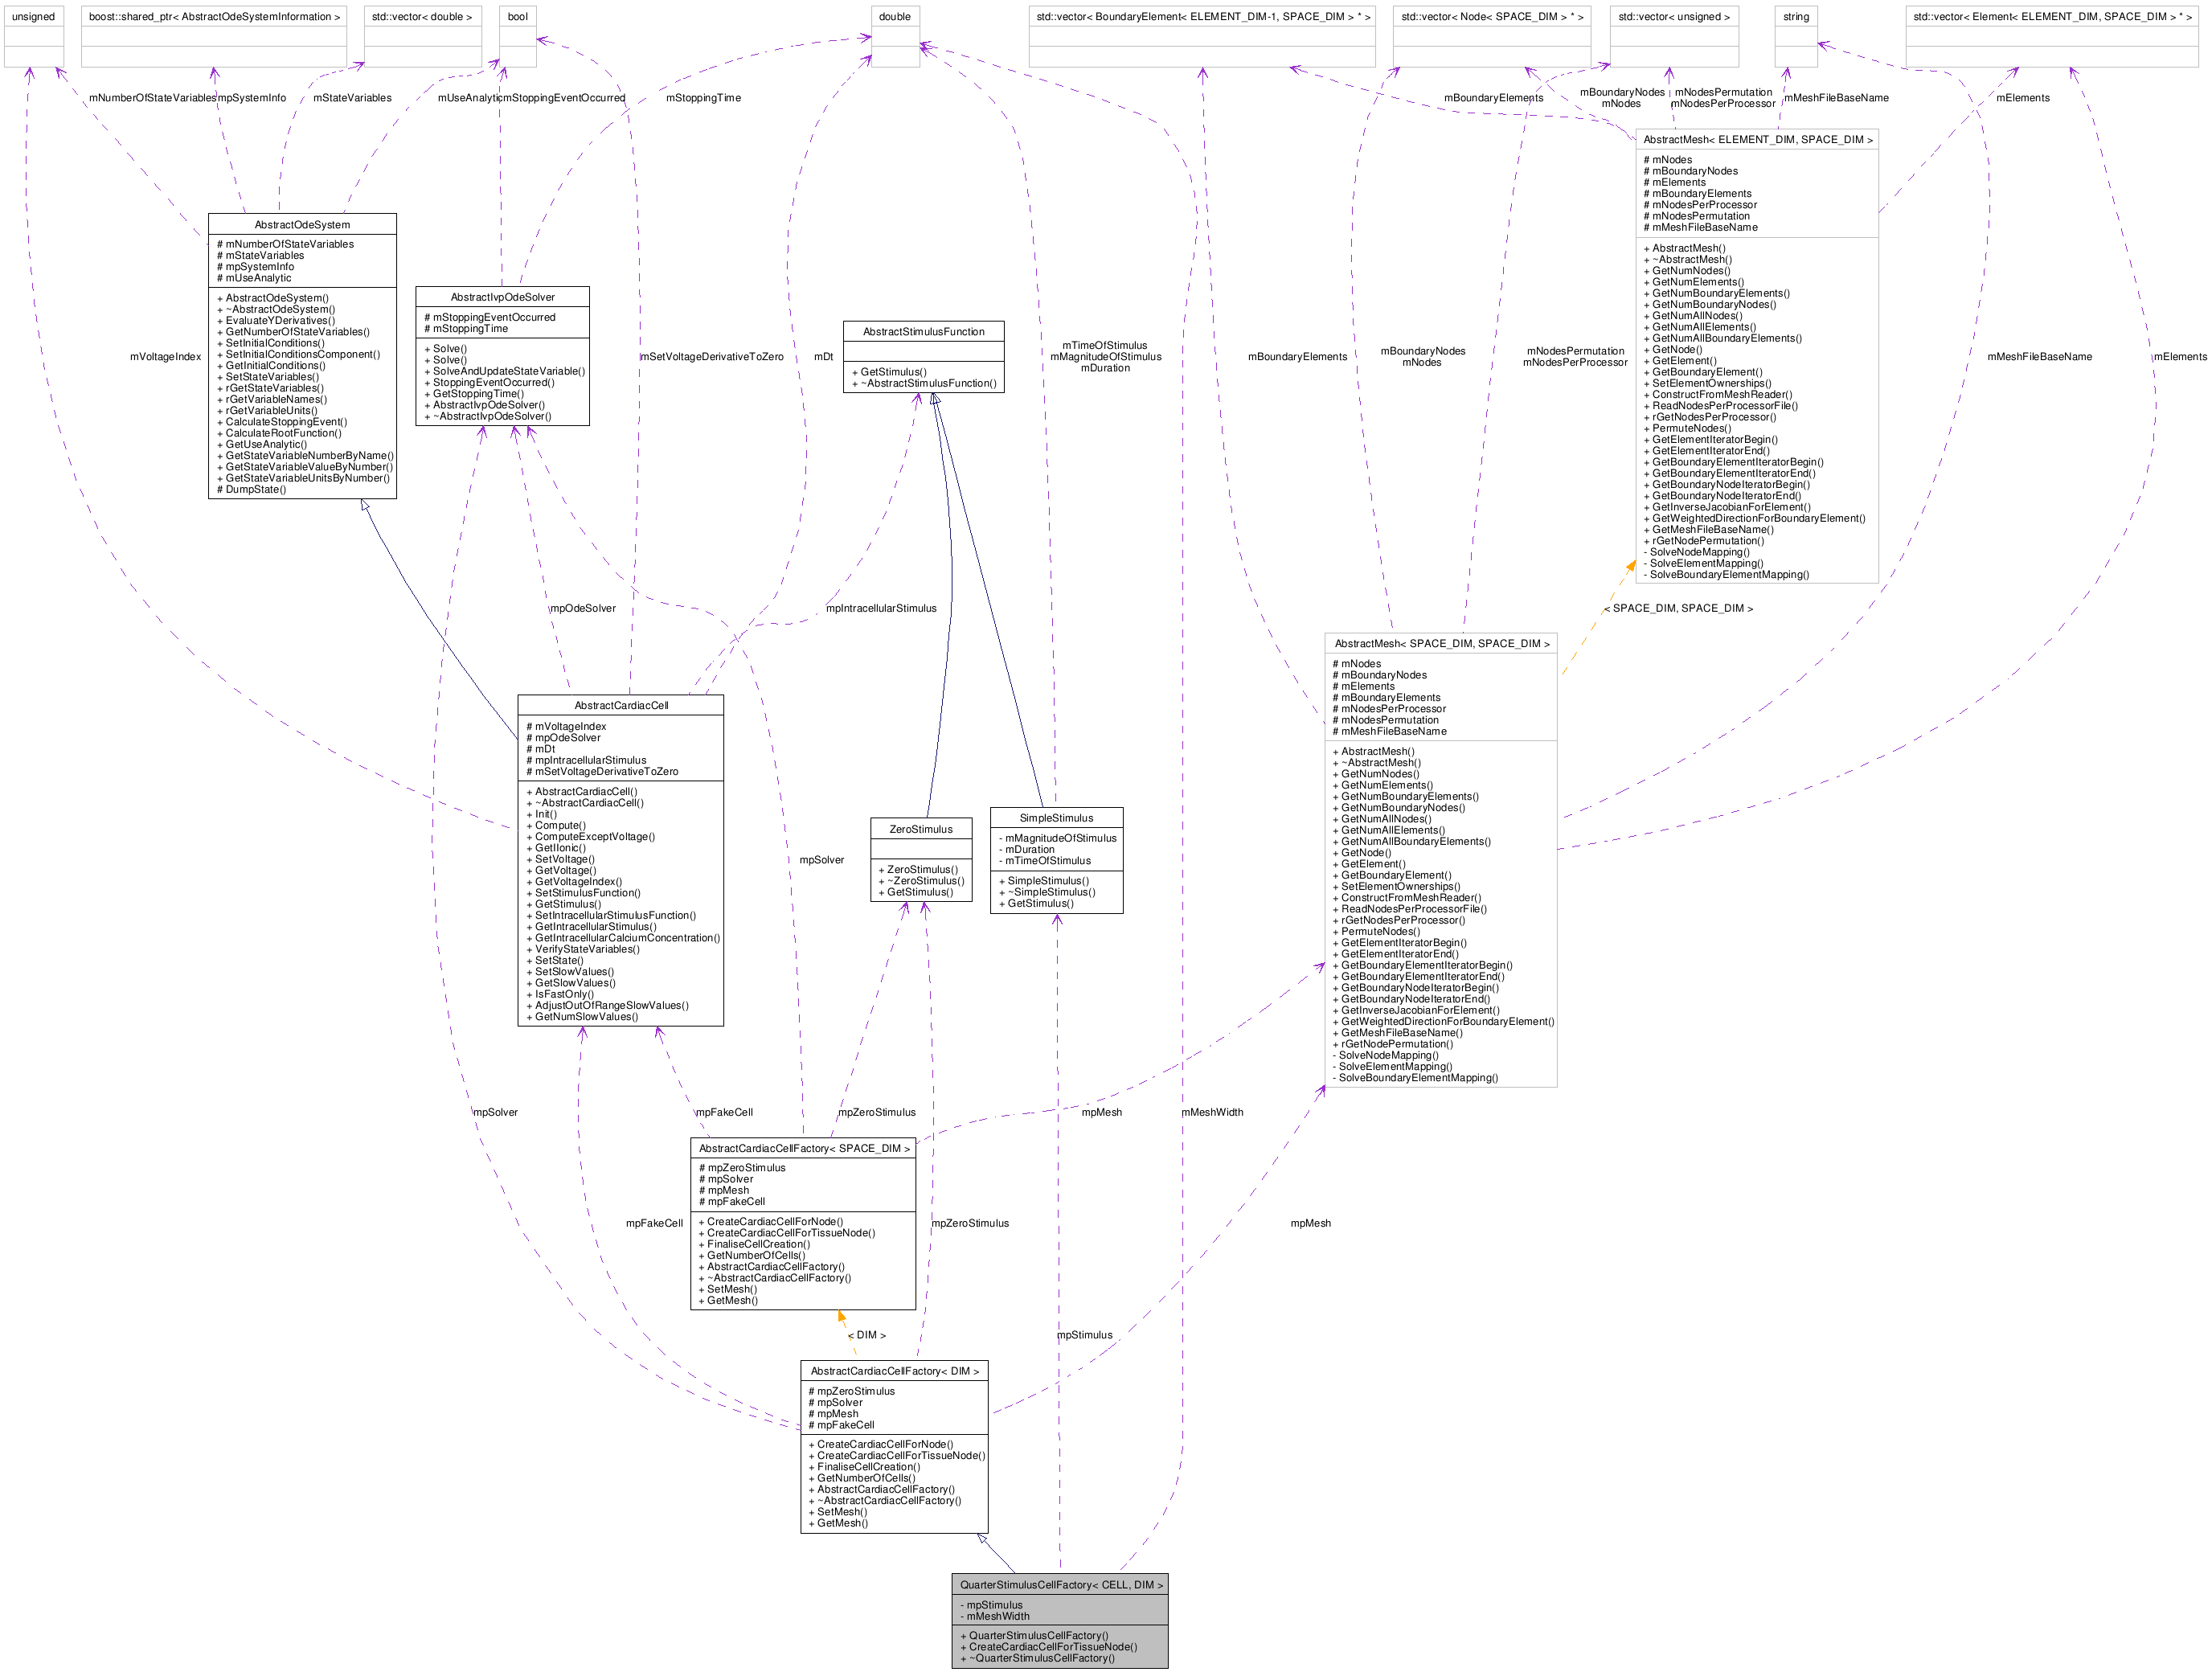 unsigned
boost::shared_ptr< AbstractOdeSystemInformation >
std::vector< double >
bool
double
std::vector< BoundaryElement< ELEMENT_DIM-1, SPACE_DIM > * >
std::vector< Node< SPACE_DIM > * >
std::vector< unsigned >
string
std::vector< Element< ELEMENT_DIM, SPACE_DIM > * >
mNumberOfStateVariables
mpSystemInfo
mStateVariables
mUseAnalytic
mStoppingEventOccurred
mStoppingTime
mBoundaryElements
mBoundaryNodes
mNodes
mNodesPermutation
mNodesPerProcessor
mMeshFileBaseName
mElements
AbstractMesh< ELEMENT_DIM, SPACE_DIM >
# mNodes
# mBoundaryNodes
# mElements
# mBoundaryElements
# mNodesPerProcessor
# mNodesPermutation
# mMeshFileBaseName
+ AbstractMesh()
+ ~AbstractMesh()
+ GetNumNodes()
+ GetNumElements()
+ GetNumBoundaryElements()
+ GetNumBoundaryNodes()
+ GetNumAllNodes()
+ GetNumAllElements()
+ GetNumAllBoundaryElements()
+ GetNode()
+ GetElement()
+ GetBoundaryElement()
+ SetElementOwnerships()
+ ConstructFromMeshReader()
+ ReadNodesPerProcessorFile()
+ rGetNodesPerProcessor()
+ PermuteNodes()
+ GetElementIteratorBegin()
+ GetElementIteratorEnd()
+ GetBoundaryElementIteratorBegin()
+ GetBoundaryElementIteratorEnd()
+ GetBoundaryNodeIteratorBegin()
+ GetBoundaryNodeIteratorEnd()
+ GetInverseJacobianForElement()
+ GetWeightedDirectionForBoundaryElement()
+ GetMeshFileBaseName()
+ rGetNodePermutation()
- SolveNodeMapping()
- SolveElementMapping()
- SolveBoundaryElementMapping()
AbstractOdeSystem
# mNumberOfStateVariables
# mStateVariables
# mpSystemInfo
# mUseAnalytic
+ AbstractOdeSystem()
+ ~AbstractOdeSystem()
+ EvaluateYDerivatives()
+ GetNumberOfStateVariables()
+ SetInitialConditions()
+ SetInitialConditionsComponent()
+ GetInitialConditions()
+ SetStateVariables()
+ rGetStateVariables()
+ rGetVariableNames()
+ rGetVariableUnits()
+ CalculateStoppingEvent()
+ CalculateRootFunction()
+ GetUseAnalytic()
+ GetStateVariableNumberByName()
+ GetStateVariableValueByNumber()
+ GetStateVariableUnitsByNumber()
# DumpState()
AbstractIvpOdeSolver
# mStoppingEventOccurred
# mStoppingTime
+ Solve()
+ Solve()
+ SolveAndUpdateStateVariable()
+ StoppingEventOccurred()
+ GetStoppingTime()
+ AbstractIvpOdeSolver()
+ ~AbstractIvpOdeSolver()
AbstractStimulusFunction
+ GetStimulus()
+ ~AbstractStimulusFunction()
mVoltageIndex
mSetVoltageDerivativeToZero
mDt
mTimeOfStimulus
mMagnitudeOfStimulus
mDuration
mBoundaryElements
mBoundaryNodes
mNodes
mNodesPermutation
mNodesPerProcessor
mMeshFileBaseName
mElements
mpOdeSolver
mpIntracellularStimulus
< SPACE_DIM, SPACE_DIM >
AbstractMesh< SPACE_DIM, SPACE_DIM >
# mNodes
# mBoundaryNodes
# mElements
# mBoundaryElements
# mNodesPerProcessor
# mNodesPermutation
# mMeshFileBaseName
+ AbstractMesh()
+ ~AbstractMesh()
+ GetNumNodes()
+ GetNumElements()
+ GetNumBoundaryElements()
+ GetNumBoundaryNodes()
+ GetNumAllNodes()
+ GetNumAllElements()
+ GetNumAllBoundaryElements()
+ GetNode()
+ GetElement()
+ GetBoundaryElement()
+ SetElementOwnerships()
+ ConstructFromMeshReader()
+ ReadNodesPerProcessorFile()
+ rGetNodesPerProcessor()
+ PermuteNodes()
+ GetElementIteratorBegin()
+ GetElementIteratorEnd()
+ GetBoundaryElementIteratorBegin()
+ GetBoundaryElementIteratorEnd()
+ GetBoundaryNodeIteratorBegin()
+ GetBoundaryNodeIteratorEnd()
+ GetInverseJacobianForElement()
+ GetWeightedDirectionForBoundaryElement()
+ GetMeshFileBaseName()
+ rGetNodePermutation()
- SolveNodeMapping()
- SolveElementMapping()
- SolveBoundaryElementMapping()
AbstractCardiacCell
# mVoltageIndex
# mpOdeSolver
# mDt
# mpIntracellularStimulus
# mSetVoltageDerivativeToZero
+ AbstractCardiacCell()
+ ~AbstractCardiacCell()
+ Init()
+ Compute()
+ ComputeExceptVoltage()
+ GetIIonic()
+ SetVoltage()
+ GetVoltage()
+ GetVoltageIndex()
+ SetStimulusFunction()
+ GetStimulus()
+ SetIntracellularStimulusFunction()
+ GetIntracellularStimulus()
+ GetIntracellularCalciumConcentration()
+ VerifyStateVariables()
+ SetState()
+ SetSlowValues()
+ GetSlowValues()
+ IsFastOnly()
+ AdjustOutOfRangeSlowValues()
+ GetNumSlowValues()
mpSolver
ZeroStimulus
+ ZeroStimulus()
+ ~ZeroStimulus()
+ GetStimulus()
SimpleStimulus
- mMagnitudeOfStimulus
- mDuration
- mTimeOfStimulus
+ SimpleStimulus()
+ ~SimpleStimulus()
+ GetStimulus()
mpSolver
mpFakeCell
mpZeroStimulus
mpMesh
mMeshWidth
AbstractCardiacCellFactory< SPACE_DIM >
# mpZeroStimulus
# mpSolver
# mpMesh
# mpFakeCell
+ CreateCardiacCellForNode()
+ CreateCardiacCellForTissueNode()
+ FinaliseCellCreation()
+ GetNumberOfCells()
+ AbstractCardiacCellFactory()
+ ~AbstractCardiacCellFactory()
+ SetMesh()
+ GetMesh()
mpFakeCell
mpZeroStimulus
mpMesh
< DIM >
mpStimulus
AbstractCardiacCellFactory< DIM >
# mpZeroStimulus
# mpSolver
# mpMesh
# mpFakeCell
+ CreateCardiacCellForNode()
+ CreateCardiacCellForTissueNode()
+ FinaliseCellCreation()
+ GetNumberOfCells()
+ AbstractCardiacCellFactory()
+ ~AbstractCardiacCellFactory()
+ SetMesh()
+ GetMesh()
QuarterStimulusCellFactory< CELL, DIM >
- mpStimulus
- mMeshWidth
+ QuarterStimulusCellFactory()
+ CreateCardiacCellForTissueNode()
+ ~QuarterStimulusCellFactory()